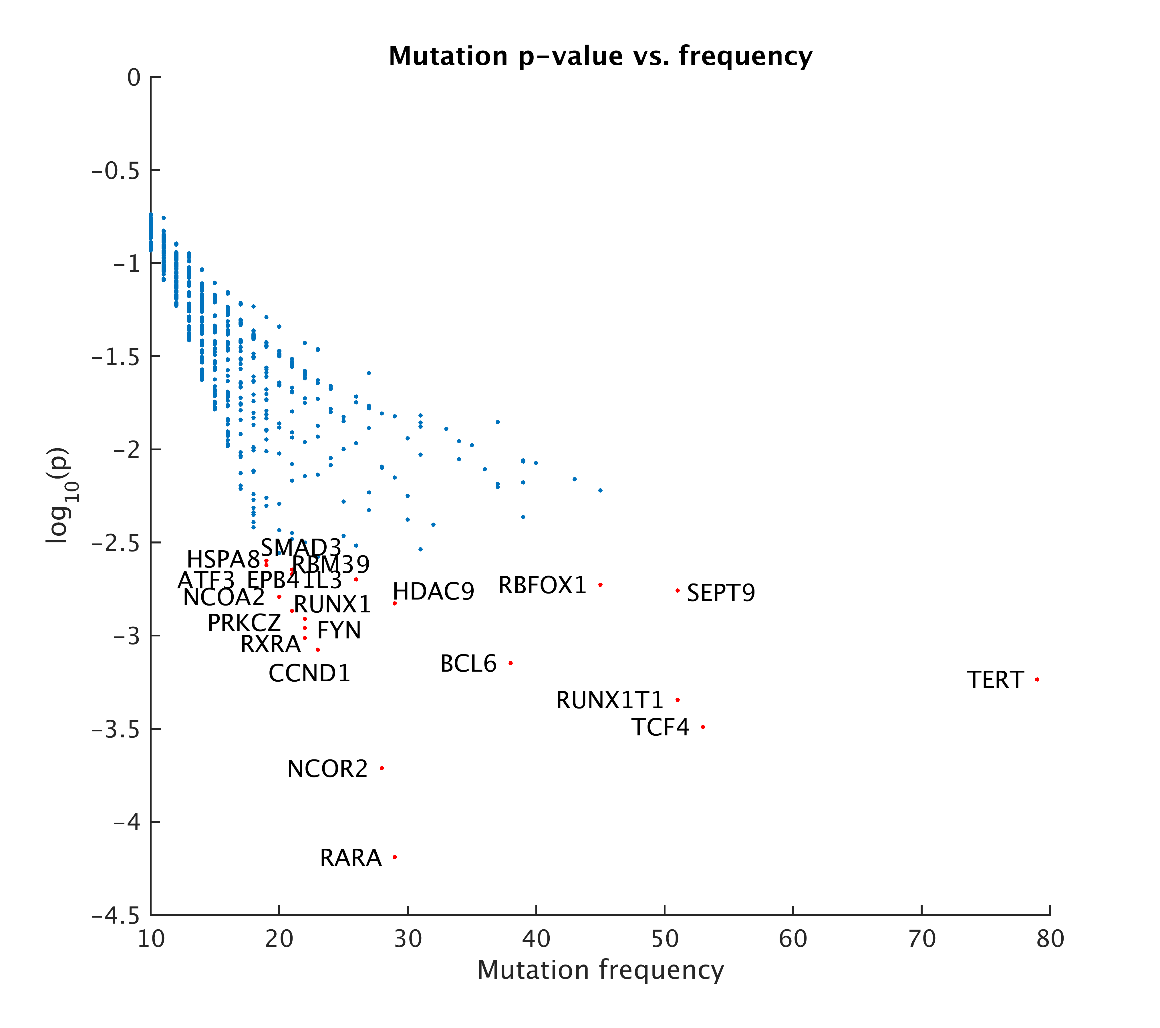 Mutation p-value vs. frequency
0
-0.5
-1
-1.5
-2
-2.5
-3
-3.5
-4
-4.5
log10(p)
SMAD3
HSPA8
RBM39
ATF3 EPB41L3
RBFOX1
HDAC9
SEPT9
NCOA2
RUNX1
PRKCZ
FYN
RXRA
CCND1
BCL6
TERT
RUNX1T1
TCF4
NCOR2
RARA
10 20 30 40 50 60 70 80
Mutation frequency